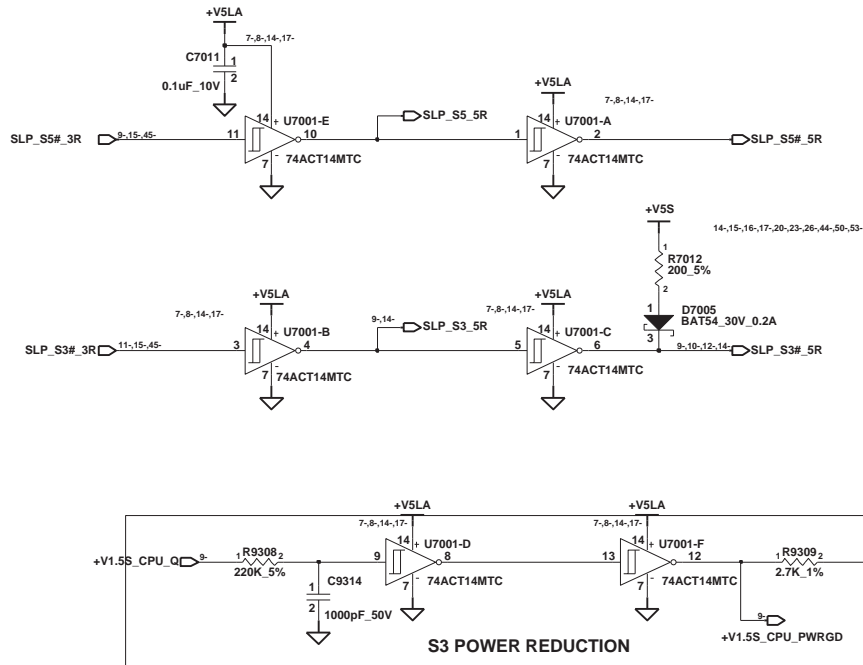 +V5LA
7-,8-,14-,17-
C7011
1
2
0.1uF_10V
14 +
U7001-E
SLP_S5#_3R
9-,15-,45-
11
10
7 -
74ACT14MTC
SLP_S5_5R
+V5LA
7-,8-,14-,17-
14 +
U7001-A
1
2
7 -
74ACT14MTC
SLP_S5#_5R
+V5S
14-,15-,16-,17-,20-,23-,26-,44-,50-,53-
1
R7012
200_5%
2
1
D7005
BAT54_30V_0.2A
3
+V5LA
7-,8-,14-,17-
14 +
U7001-B
SLP_S3#_3R
11-,15-,45-
3
4
7 -
74ACT14MTC
9-,14-
SLP_S3_5R
+V5LA
7-,8-,14-,17-
14 +
U7001-C
5
6
7 -
74ACT14MTC
9-,10-,12-,14-
SLP_S3#_5R
+V5LA
7-,8-,14-,17-
14 +
U7001-D
+V1.5S_CPU_Q
9-
1
R9308
2
220K_5%
9
8
7 -
74ACT14MTC
1
C9314
2
1000pF_50V
+V5LA
7-,8-,14-,17-
14 +
U7001-F
13
12
7 -
74ACT14MTC
1
R9309
2
2.7K_1%
9-
+V1.5S_CPU_PWRGD
S3 POWER REDUCTION